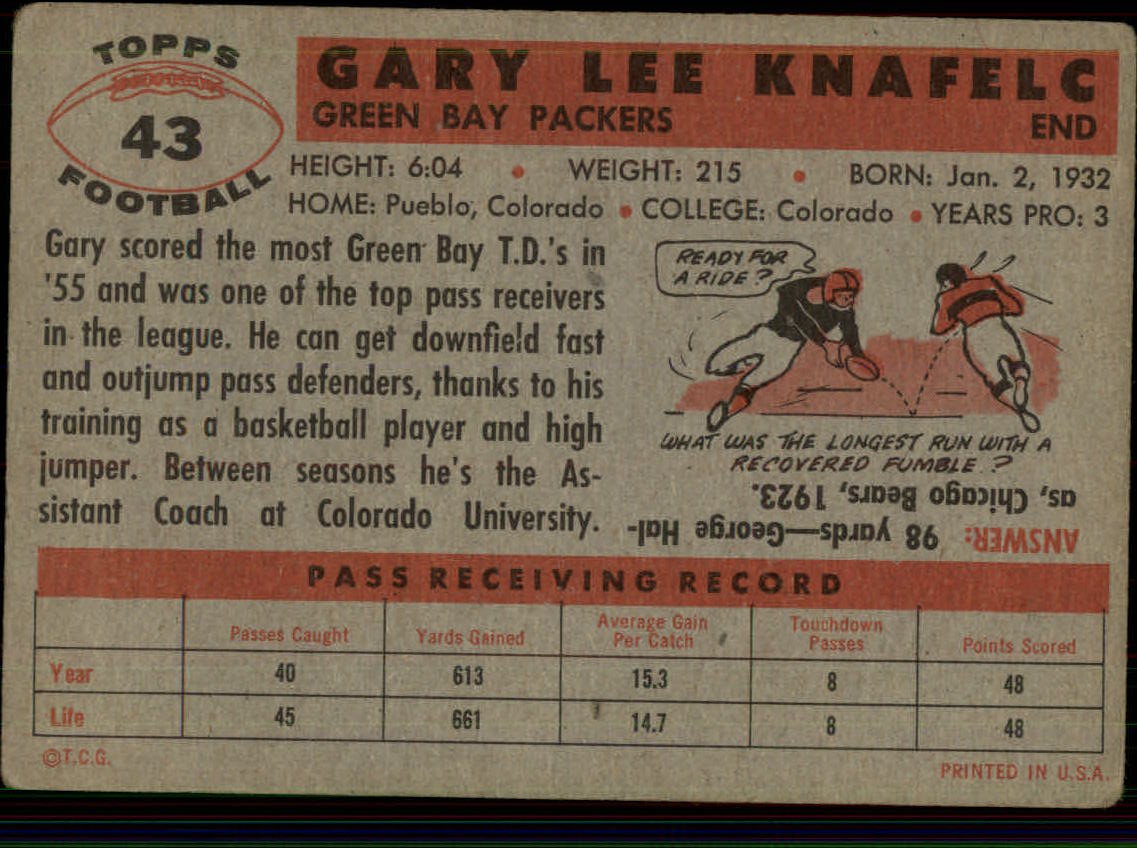 TOPPS
43
FOOTBALL
GARY LEE KNAFELC
GREEN BAY PACKERS END
HEIGHT: 6:04 • WEIGHT: 215 • BORN: Jan. 2, 1932
HOME: Pueblo, Colorado • COLLEGE: Colorado • YEARS PRO: 3
Gary scored the most Green Bay T.D.'s in
'55 and was one of the top pass receivers
in the league. He can get downfield fast
and outjump pass defenders, thanks to his
training as a basketball player and high
jumper. Between seasons he's the As-
sistant Coach at Colorado University.
READY FOR
A RIDE?
WHAT WAS THE LONGEST RUN WITH A
RECOVERED FUMBLE?
ANSWER: 98 yards—George Hal-
as, Chicago Bears, 1923.
PASS RECEIVING RECORD
Passes Caught Yards Gained Average Gain Per Catch Touchdown Passes Points Scored
Year 40 613 15.3 8 48
Life 45 661 14.7 8 48
©T.C.G.
PRINTED IN U.S.A.